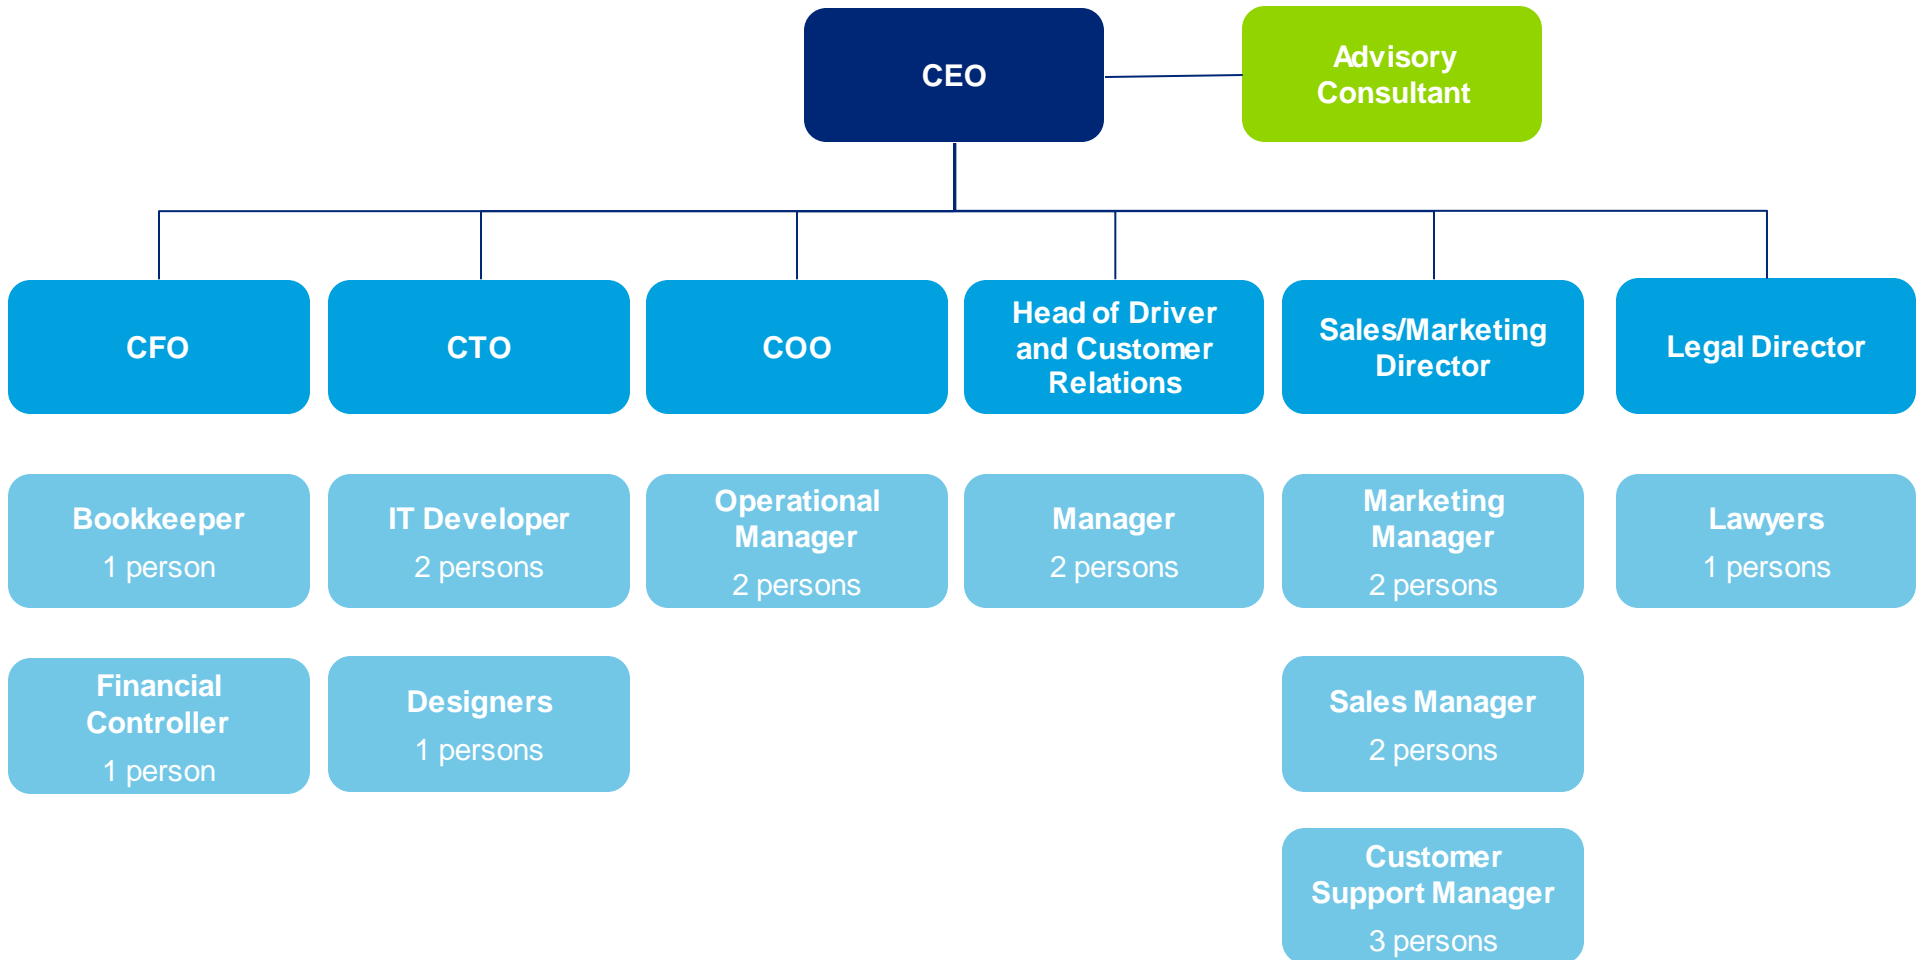 CEO
Advisory
Consultant
CFO
CTO
COO
Head of Driver
and Customer
Relations
Sales/Marketing
Director
Legal Director
Bookkeeper
1 person
IT Developer
2 persons
Operational
Manager
2 persons
Manager
2 persons
Marketing
Manager
2 persons
Lawyers
1 persons
Financial
Controller
1 person
Designers
1 persons
Sales Manager
2 persons
Customer
Support Manager
3 persons